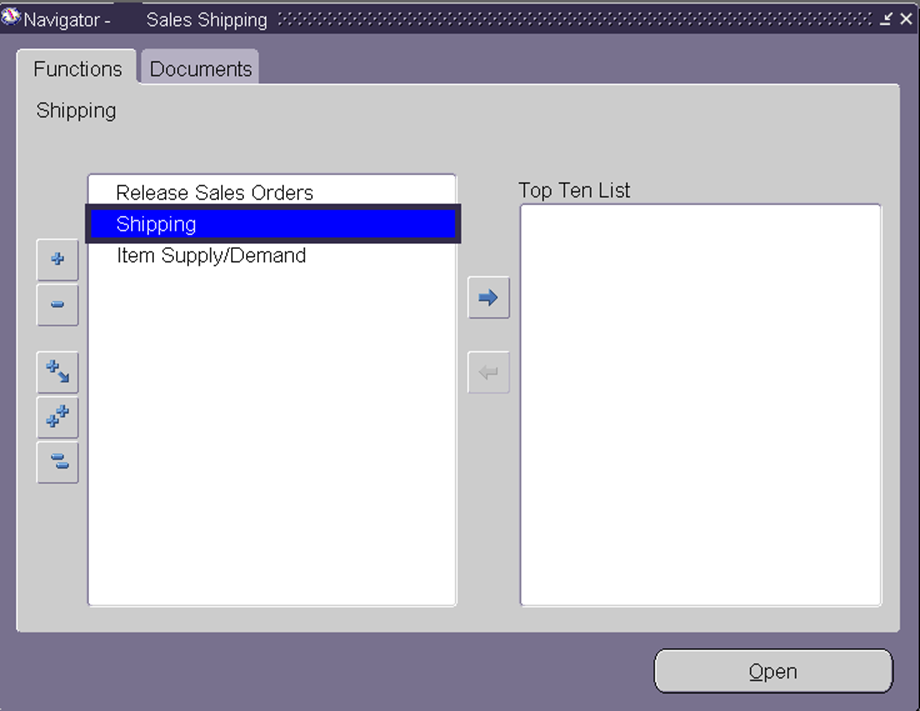 Navigator - Sales Shipping
Functions Documents
Shipping
Release Sales Orders
Shipping
Item Supply/Demand
Top Ten List
Open